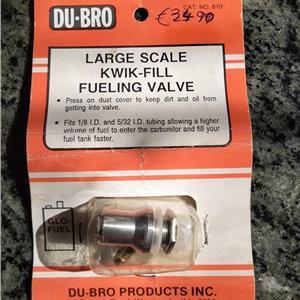 DU-BRO
CAT. NO. 610
LARGE SCALE
KWIK-FILL
FUELING VALVE
• Press on dust cover to keep dirt and oil from
getting into valve.
• Fits 1/8 I.D. and 5/32 I.D. tubing allowing a higher
volume of fuel to enter the carburetor and fill your
fuel tank faster.
GLO
FUEL
DU-BRO PRODUCTS INC.